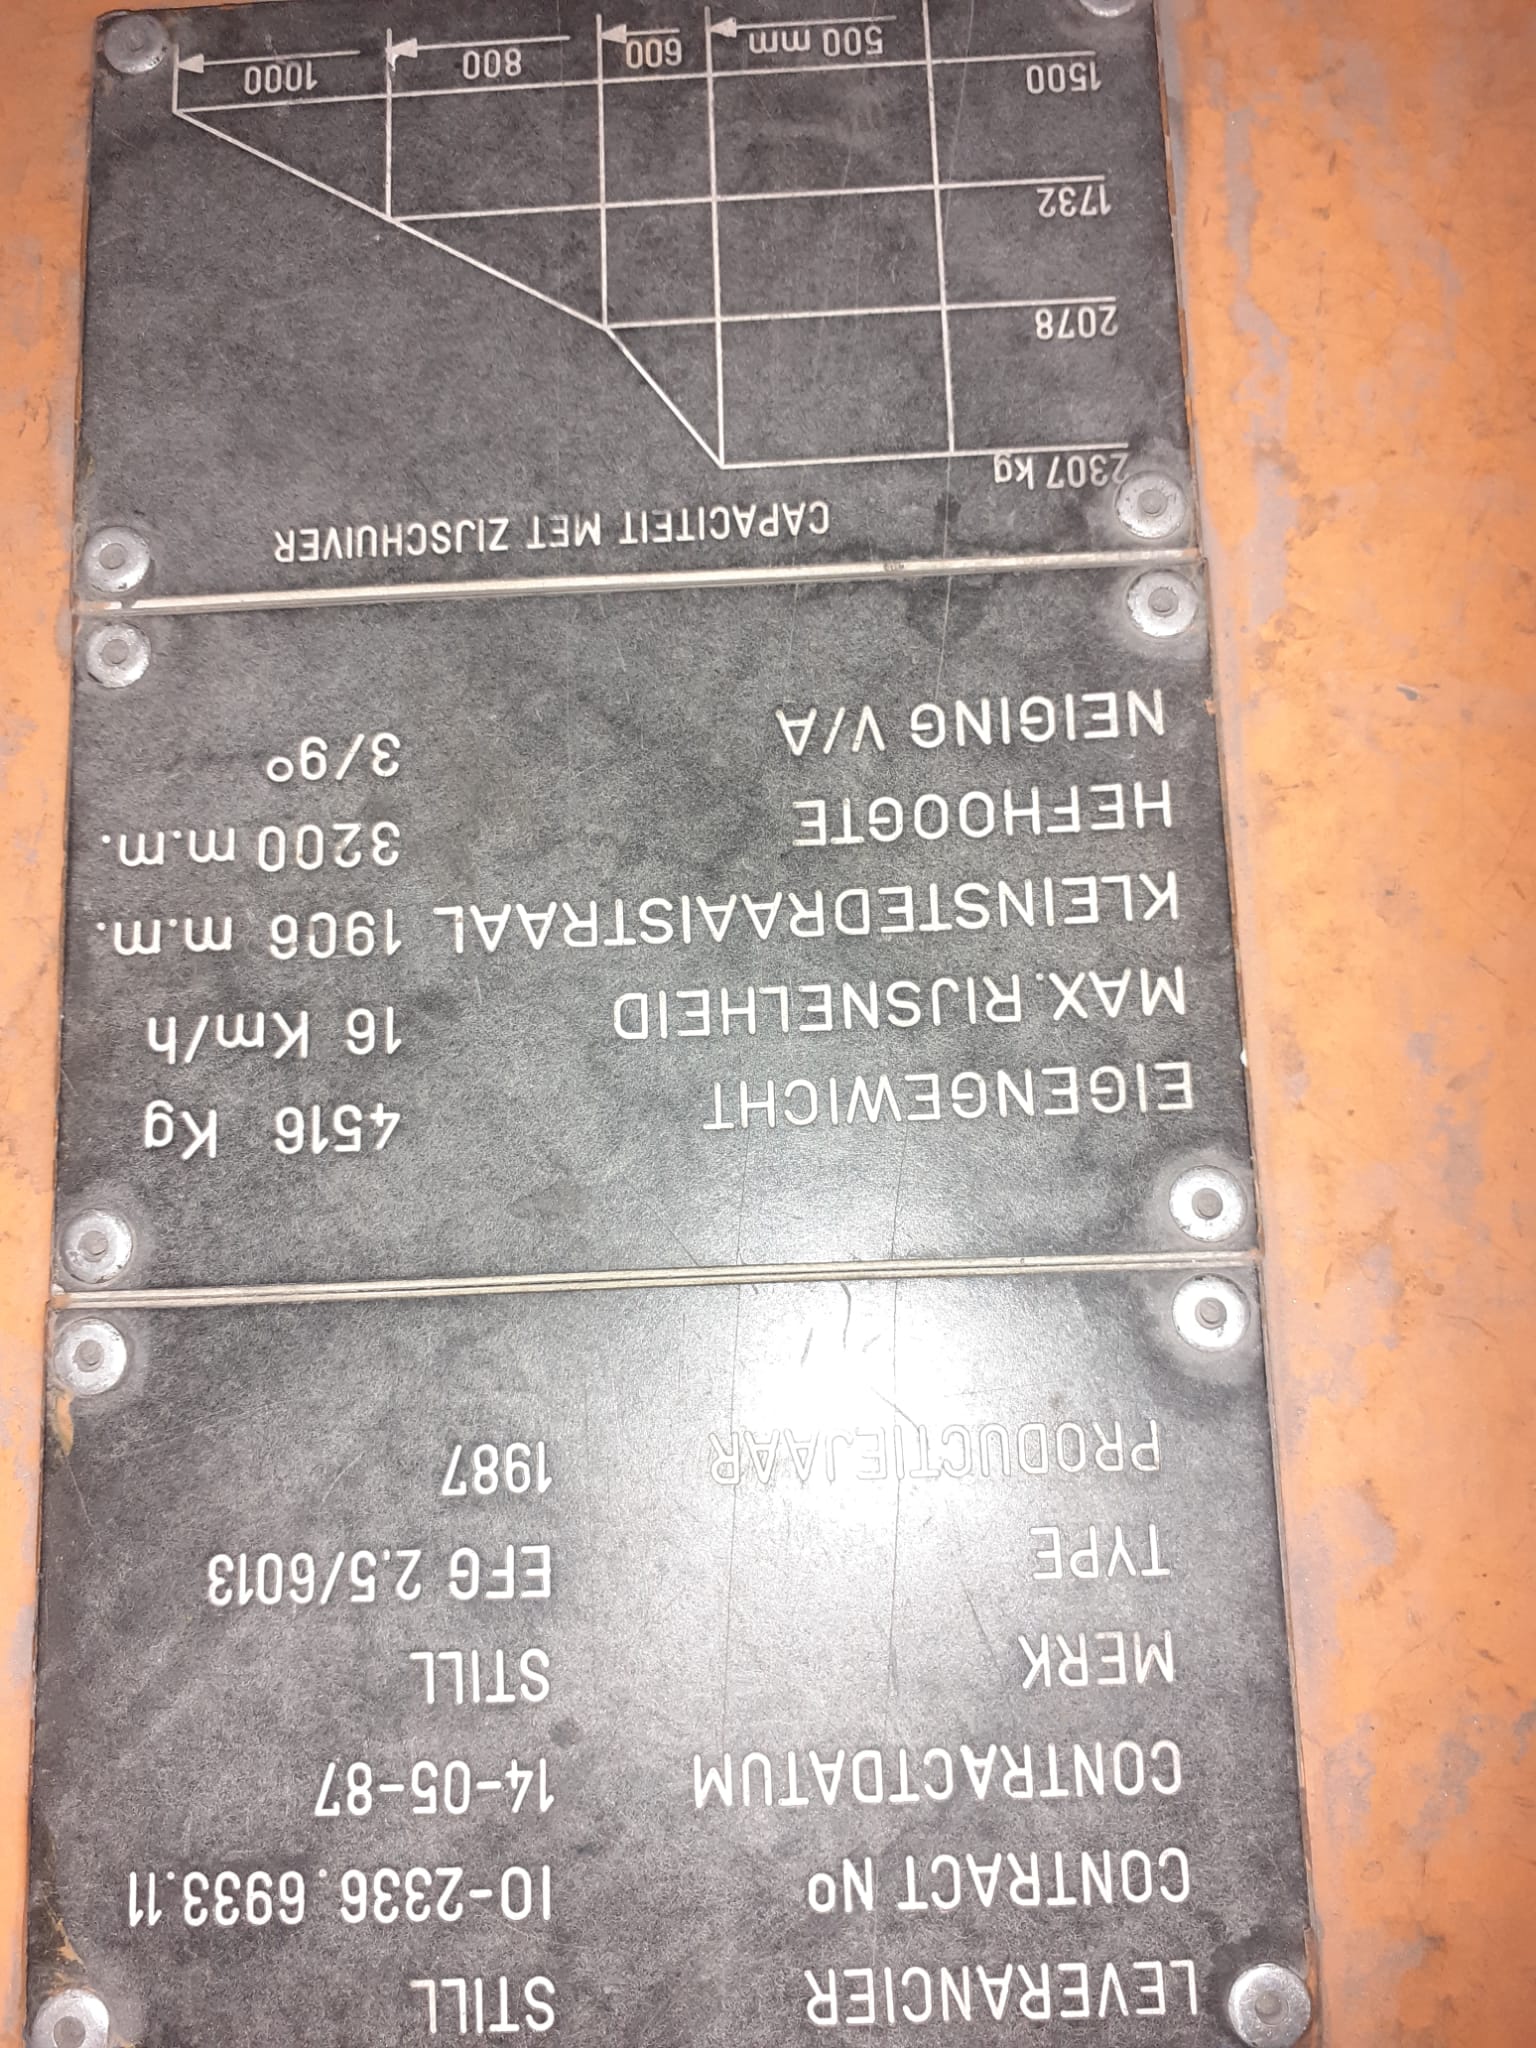 LEVERANCIER STILL
CONTRACT Nº 10-2336.6933.11
CONTRACTDATUM 14-05-87
MERK STILL
TYPE EFG 2.5/6013
PRODUCTIEJAAR 1987
EIGENGEWICHT 4516 Kg
MAX. RIJSNELHEID 16 Km/h
KLEINSTEDRAAISTRAAL 1906 m.m.
HEFHOOGTE 3200 m.m.
NEIGING V/A 3/9º
CAPACITEIT MET ZIJSCHUIVER
2307 kg
2078
1732
1500
500 mm 600 800 1000